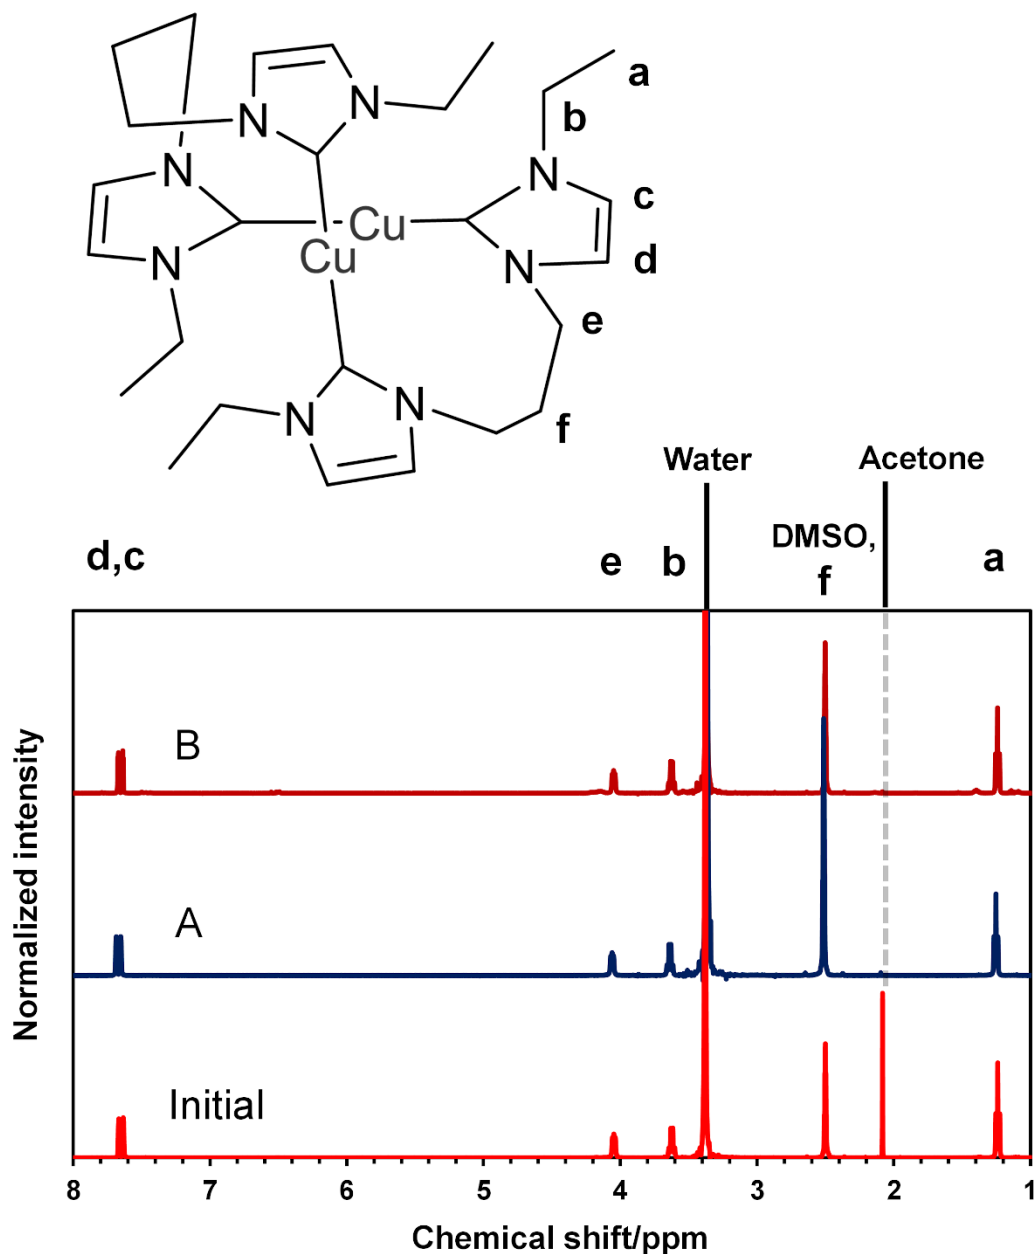 N
N
a
b
N
N
c
Cu
Cu
d
N
N
e
N
N
f
Water
Acetone
d,c
e
b
DMSO,
f
a
Normalized intensity
B
A
Initial
8
7
6
5
4
3
2
1
Chemical shift/ppm